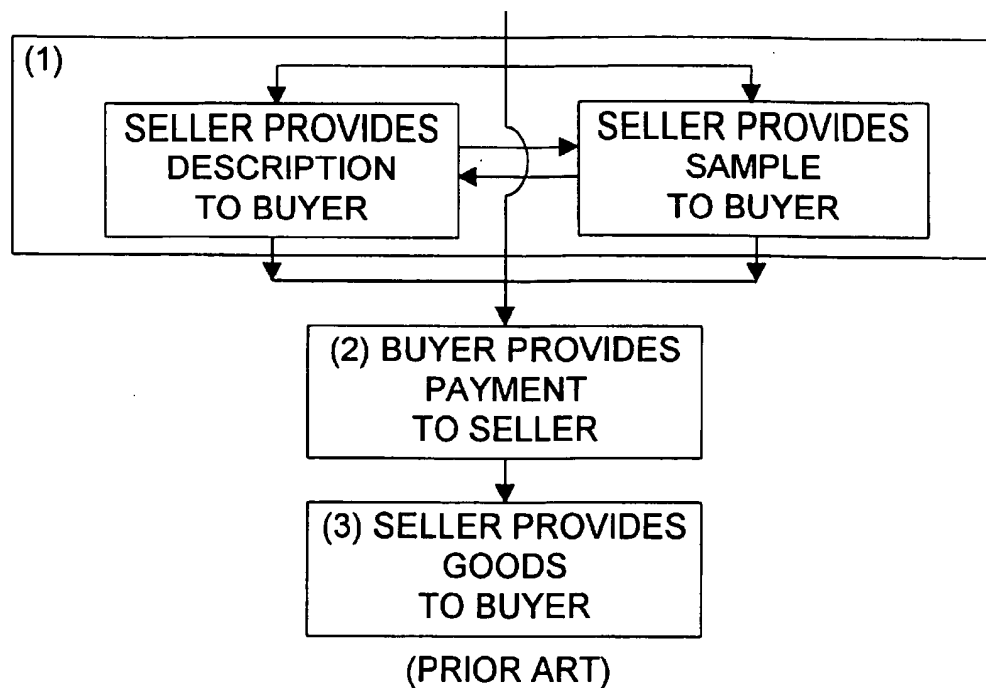 (1)
SELLER PROVIDES
DESCRIPTION
TO BUYER
SELLER PROVIDES
SAMPLE
TO BUYER
(2) BUYER PROVIDES
PAYMENT
TO SELLER
(3) SELLER PROVIDES
GOODS
TO BUYER
(PRIOR ART)